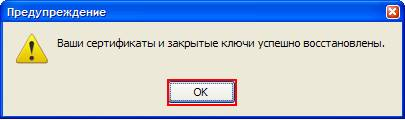 Предупреждение
Ваши сертификаты и закрытые ключи успешно восстановлены.
OK